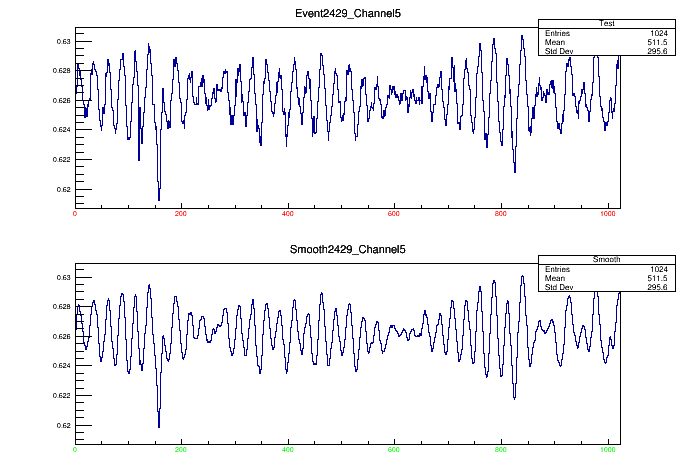 Event2429_Channel5
Test
Entries 1024
Mean 511.5
Std Dev 295.6
0.63
0.628
0.626
0.624
0.622
0.62
0 200 400 600 800 1000
Smooth2429_Channel5
Smooth
Entries 1024
Mean 511.5
Std Dev 295.6
0.63
0.628
0.626
0.624
0.622
0.62
0 200 400 600 800 1000